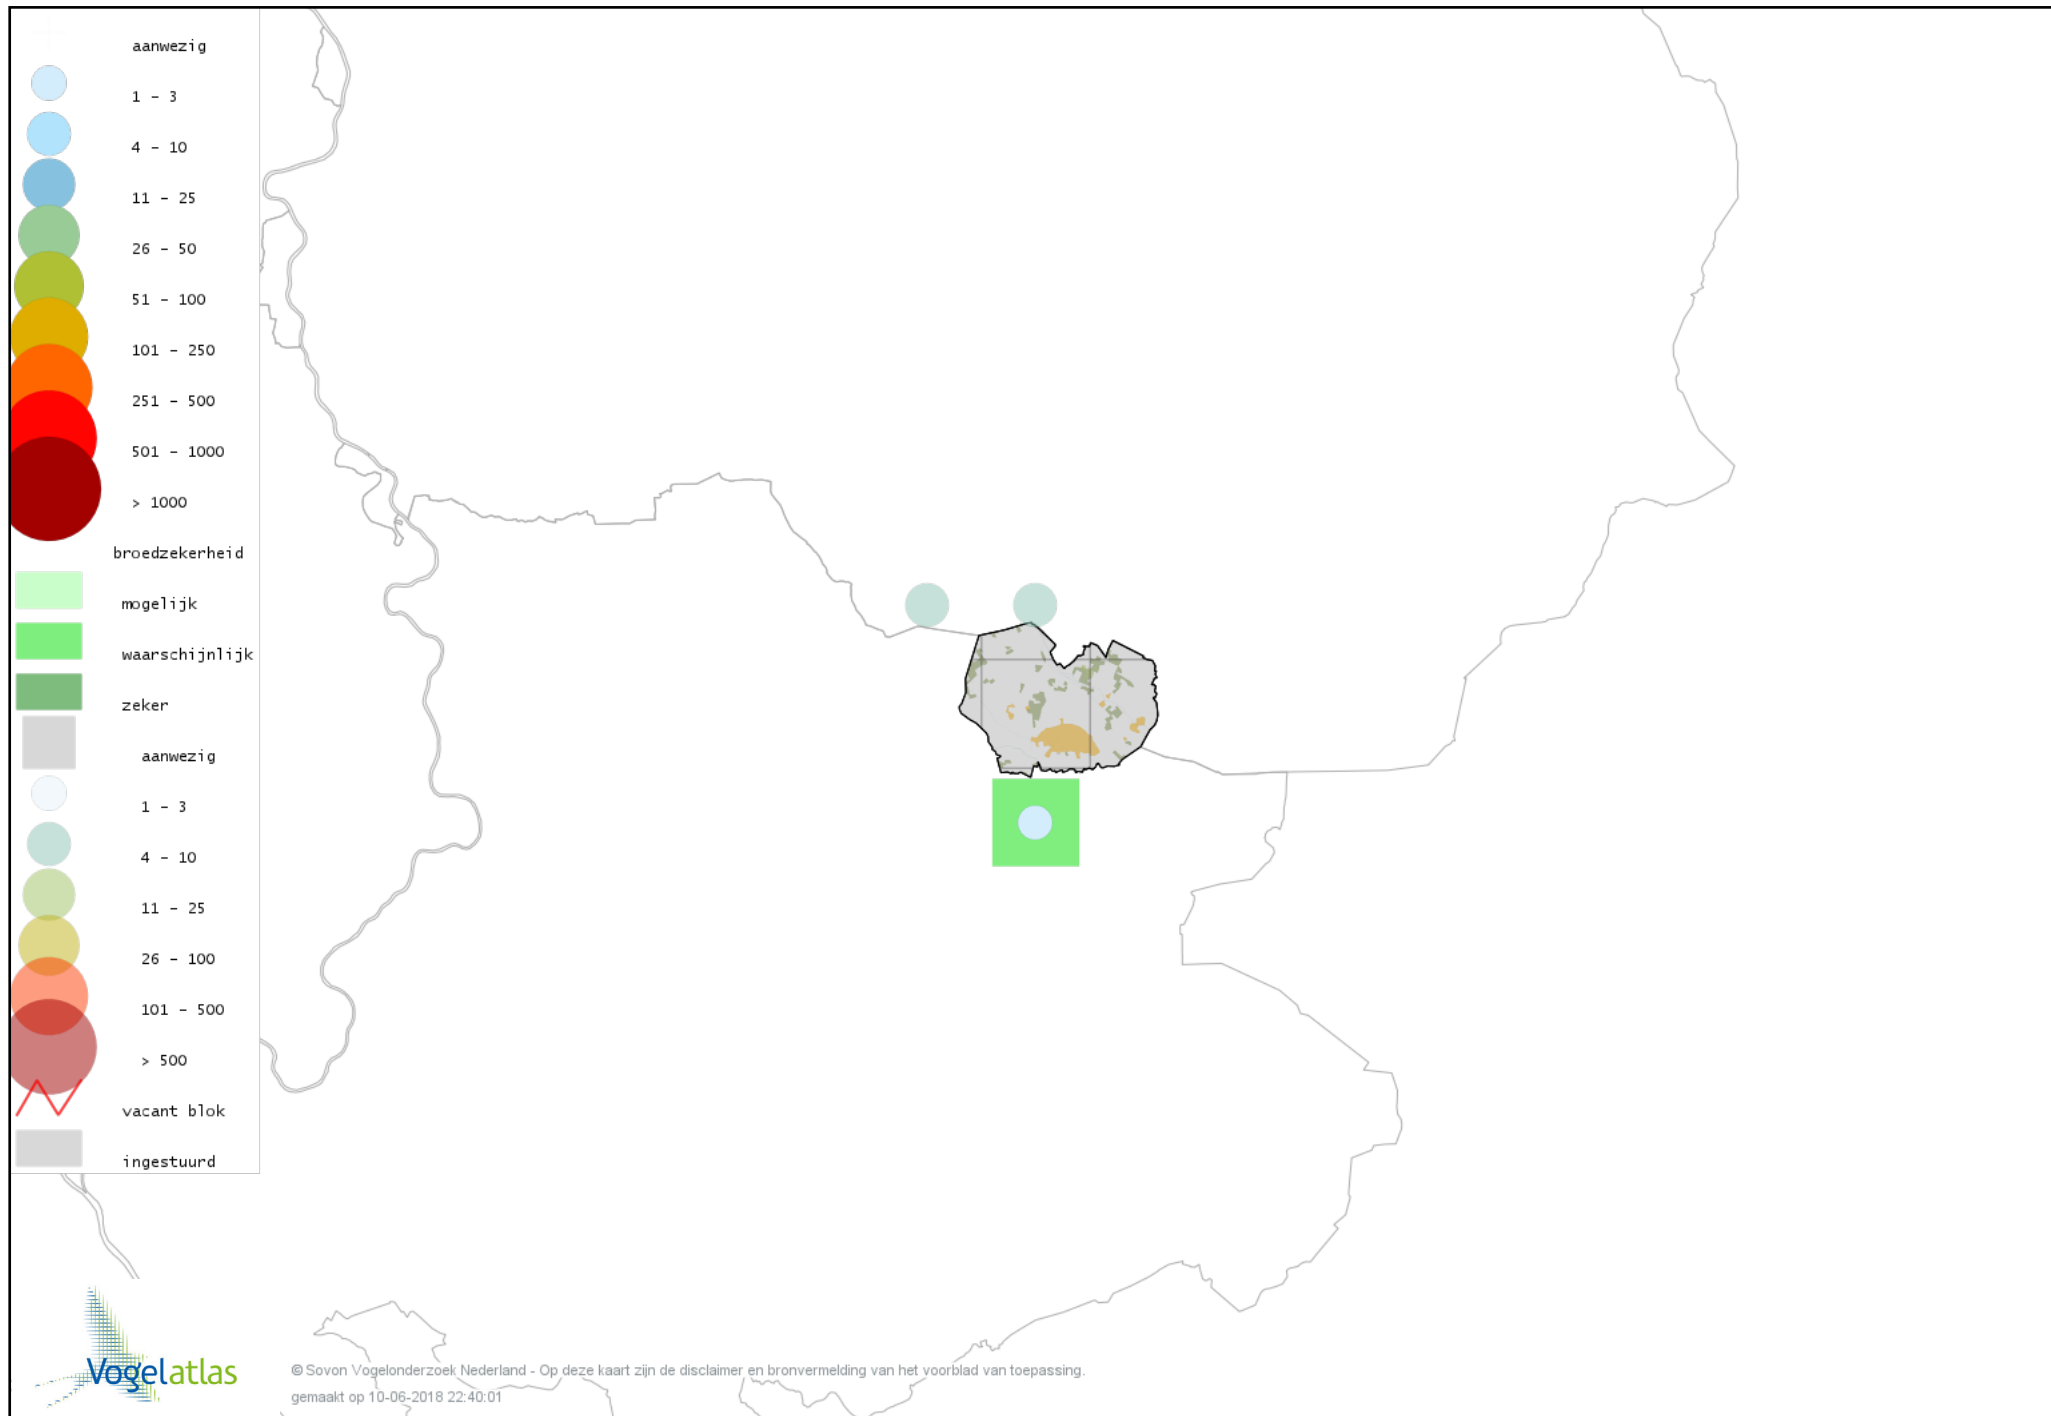 aanwezig
1 - 3
4 - 10
11 - 25
26 - 50
51 - 100
101 - 250
251 - 500
501 - 1000
> 1000
broedzekerheid
mogelijk
waarschijnlijk
zeker
aanwezig
1 - 3
4 - 10
11 - 25
26 - 100
101 - 500
> 500
vacant blok
ingestuurd
Vogelatlas
© Sovon Vogelonderzoek Nederland - Op deze kaart zijn de disclaimer en bronvermelding van het voorblad van toepassing.
gemaakt op 10-06-2018 22:40:01